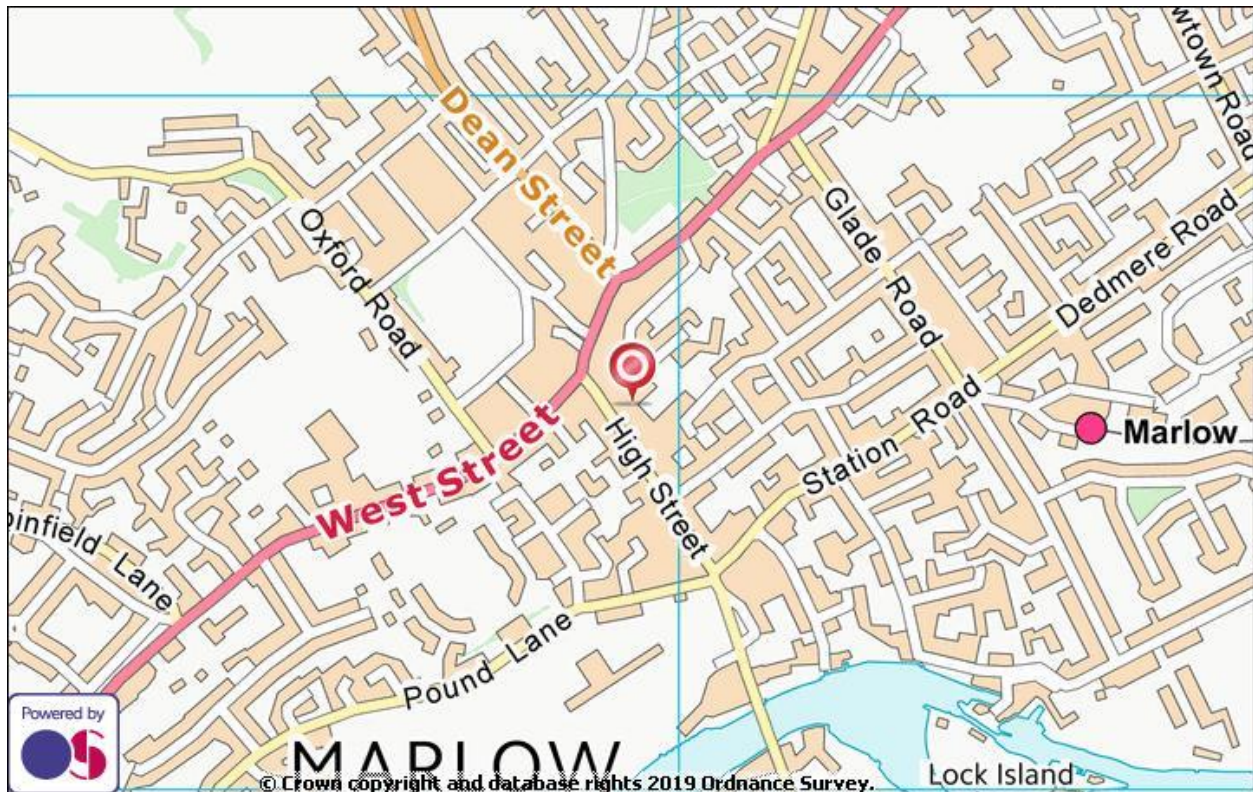 Dean Street
wtown Road
Oxford Road
Glade Road
Dedmere Road
West Street
High Street
Station Road
Marlow
pinfield Lane
Pound Lane
Powered by
OS
MARLOW
Lock Island
© Crown copyright and database rights 2019 Ordnance Survey.